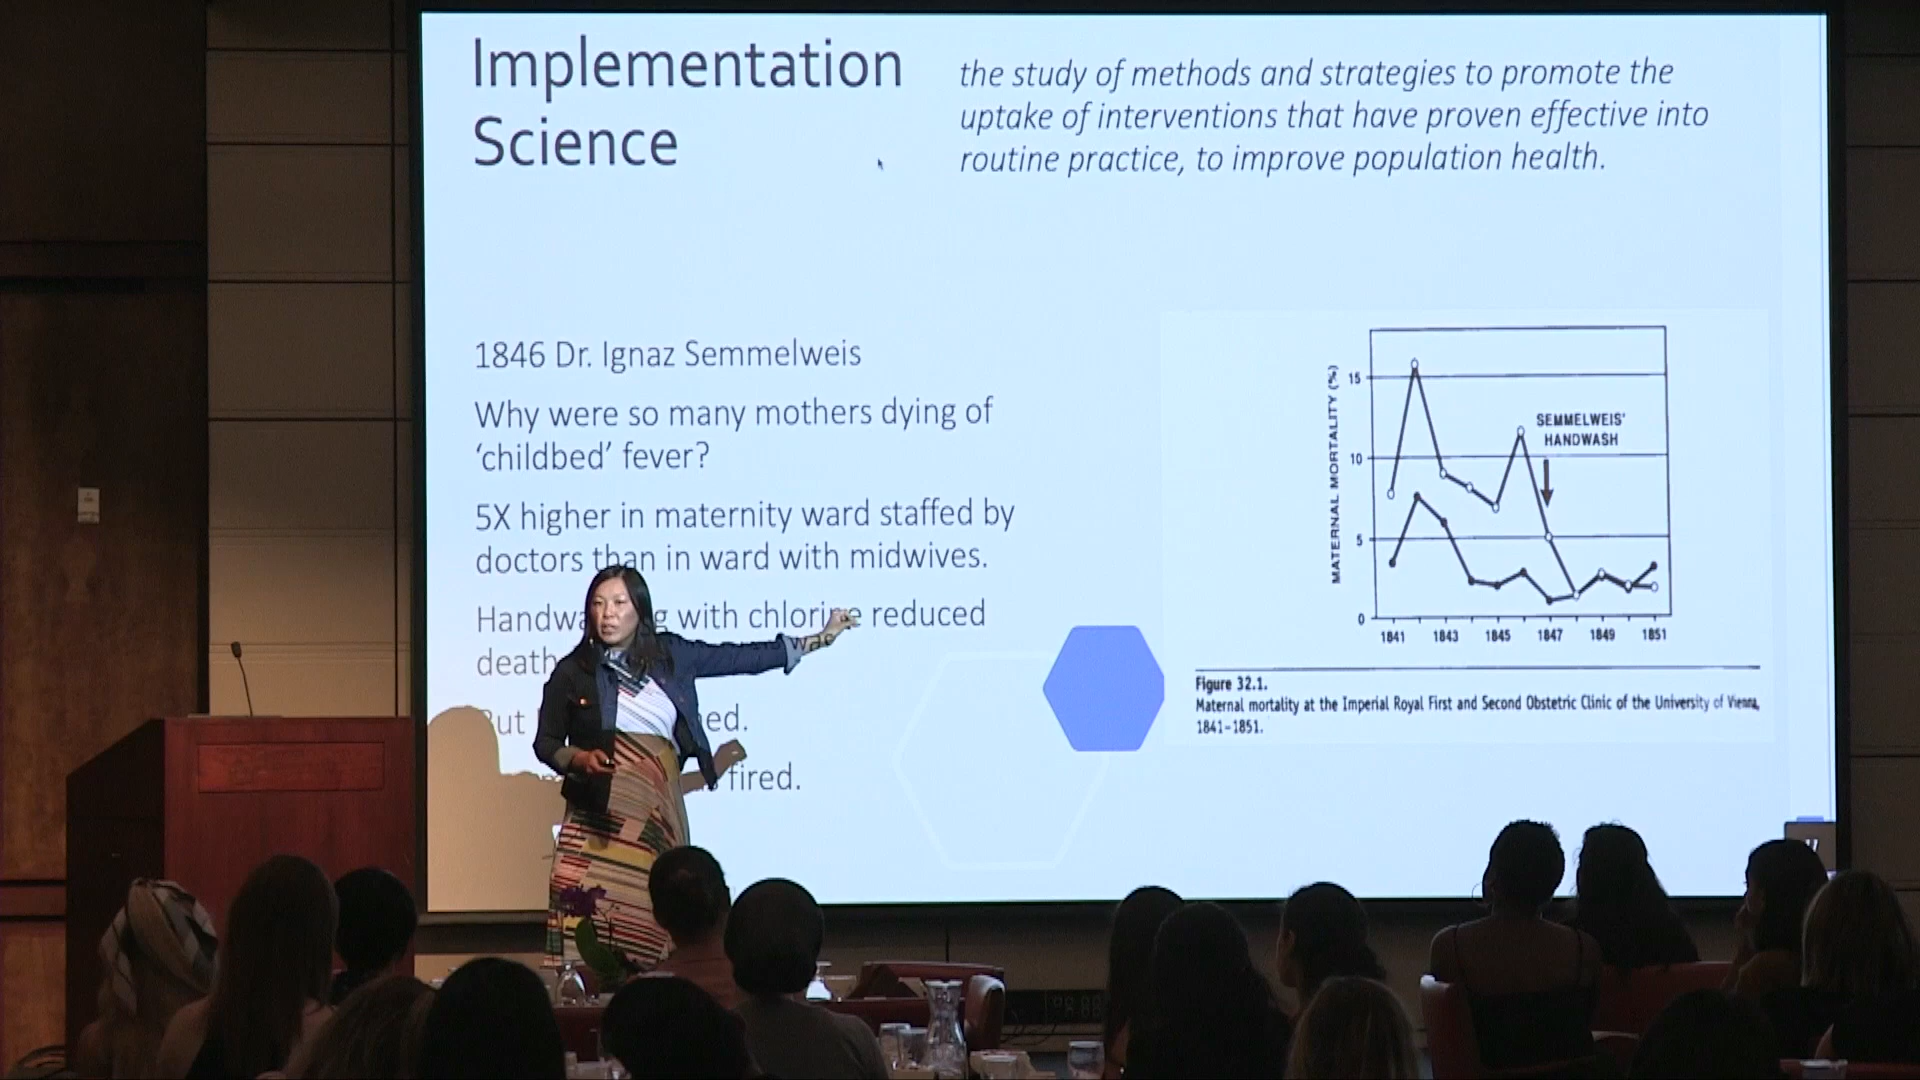 Implementation
Science
the study of methods and strategies to promote the
uptake of interventions that have proven effective into
routine practice, to improve population health.
1846 Dr. Ignaz Semmelweis
Why were so many mothers dying of
‘childbed’ fever?
5X higher in maternity ward staffed by
doctors than in ward with midwives.
with chlorine reduced
death
fired.
MATERNAL MORTALITY (%)
15
10
5
0
SEMMELWEIS'
HANDWASH
1841 1843 1845 1847 1849 1851
Figure 32.1.
Maternal mortality at the Imperial Royal First and Second Obstetric Clinic of the University of Vienna,
1841-1851.